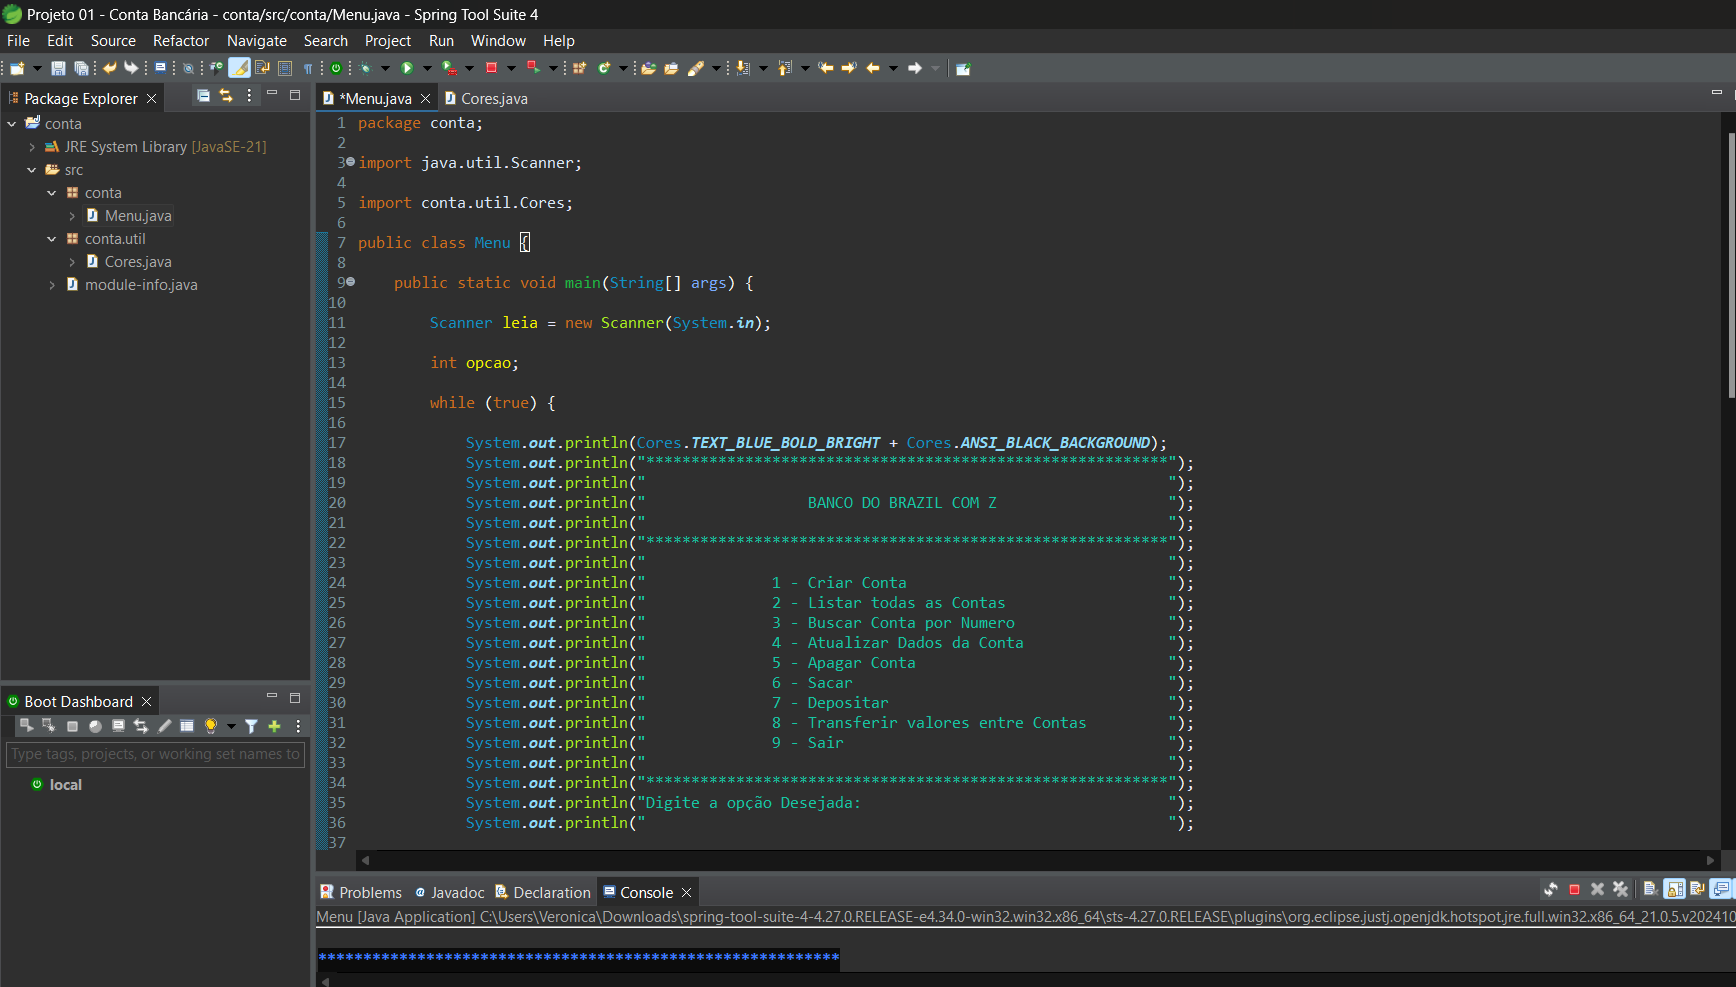 Projeto 01 - Conta Bancária - conta/src/conta/Menu.java - Spring Tool Suite 4
File Edit Source Refactor Navigate Search Project Run Window Help
Package Explorer
conta
JRE System Library [JavaSE-21]
src
conta
Menu.java
conta.util
Cores.java
module-info.java
Boot Dashboard
Type tags, projects, or working set names to
local
*Menu.java Cores.java
1 package conta;
2
3 import java.util.Scanner;
4
5 import conta.util.Cores;
6
7 public class Menu {
8
9 public static void main(String[] args) {
10
11 Scanner leia = new Scanner(System.in);
12
13 int opcao;
14
15 while (true) {
16
17 System.out.println(Cores.TEXT_BLUE_BOLD_BRIGHT + Cores.ANSI_BLACK_BACKGROUND);
18 System.out.println("**********************************************************");
19 System.out.println("                                                          ");
20 System.out.println("                  BANCO DO BRAZIL COM Z                   ");
21 System.out.println("                                                          ");
22 System.out.println("**********************************************************");
23 System.out.println("                                                          ");
24 System.out.println("              1 - Criar Conta                             ");
25 System.out.println("              2 - Listar todas as Contas                  ");
26 System.out.println("              3 - Buscar Conta por Numero                 ");
27 System.out.println("              4 - Atualizar Dados da Conta                ");
28 System.out.println("              5 - Apagar Conta                            ");
29 System.out.println("              6 - Sacar                                   ");
30 System.out.println("              7 - Depositar                               ");
31 System.out.println("              8 - Transferir valores entre Contas         ");
32 System.out.println("              9 - Sair                                    ");
33 System.out.println("                                                          ");
34 System.out.println("**********************************************************");
35 System.out.println("Digite a opção Desejada:                                  ");
36 System.out.println("                                                          ");
37
Problems Javadoc Declaration Console
Menu [Java Application] C:\Users\Veronica\Downloads\spring-tool-suite-4-4.27.0.RELEASE-e4.34.0-win32.win32.x86_64\sts-4.27.0.RELEASE\plugins\org.eclipse.justj.openjdk.hotspot.jre.full.win32.x86_64_21.0.5.v202410
**********************************************************